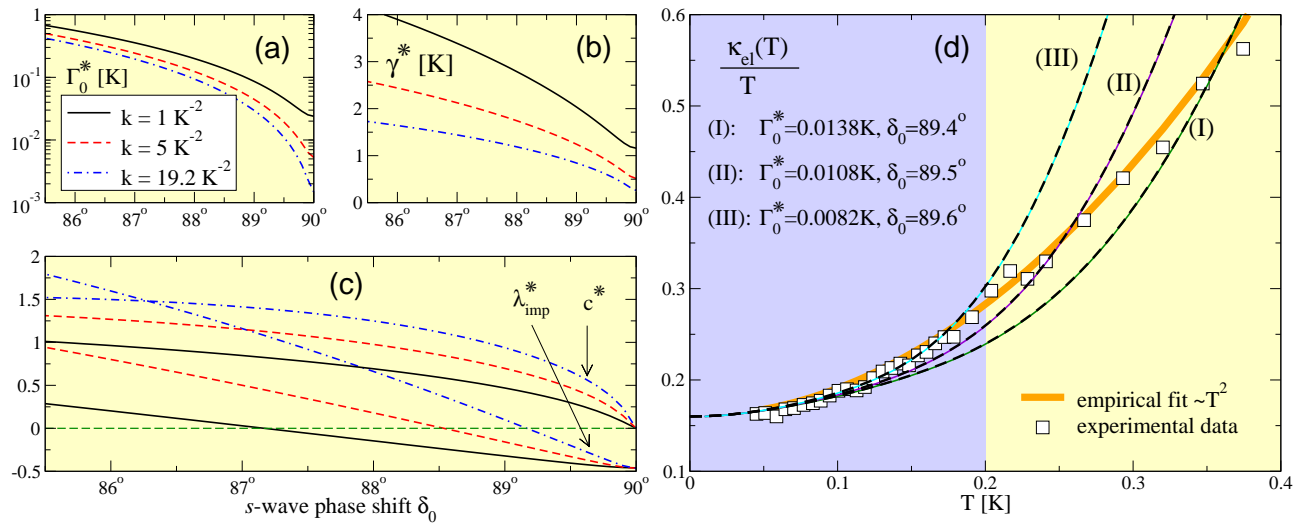 (a)
Γ₀* [K]
k = 1 K⁻²
k = 5 K⁻²
k = 19.2 K⁻²
1
10⁻¹
10⁻²
10⁻³
86° 87° 88° 89° 90°
(b)
γ* [K]
4
3
2
1
0
86° 87° 88° 89° 90°
(c)
λ*imp
c*
2
1.5
1
0.5
0
-0.5
86° 87° 88° 89° 90°
s-wave phase shift δ₀
(d)
κel(T)
T
(I): Γ₀*=0.0138K, δ₀=89.4°
(II): Γ₀*=0.0108K, δ₀=89.5°
(III): Γ₀*=0.0082K, δ₀=89.6°
(III)
(II)
(I)
empirical fit ~T²
experimental data
0.6
0.5
0.4
0.3
0.2
0.1
0 0.1 0.2 0.3 0.4
T [K]